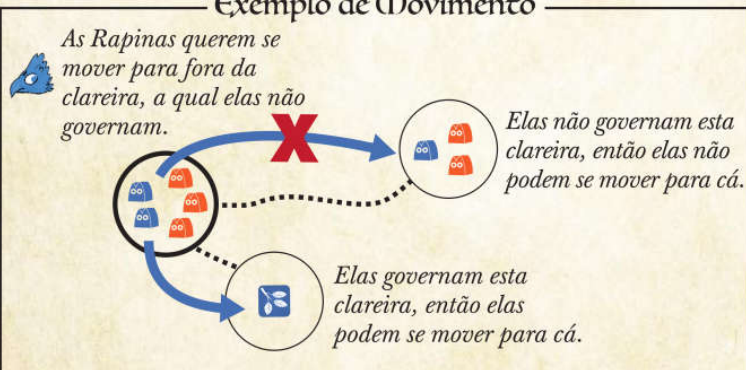 Exemplo de Movimento
As Rapinas querem se
mover para fora da
clareira, a qual elas não
governam.
Elas não governam esta
clareira, então elas não
podem se mover para cá.
Elas governam esta
clareira, então elas
podem se mover para cá.